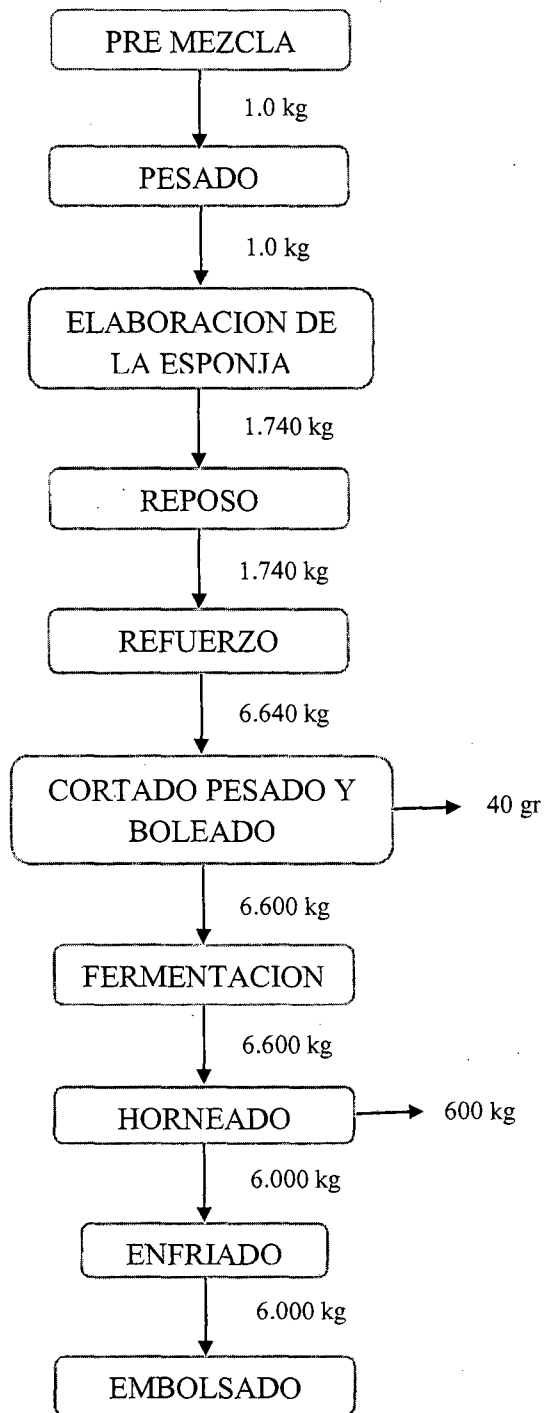 PRE MEZCLA
1.0 kg
PESADO
1.0 kg
ELABORACION DE
LA ESPONJA
1.740 kg
REPOSO
1.740 kg
REFUERZO
6.640 kg
CORTADO PESADO Y
BOLEADO
40 gr
6.600 kg
FERMENTACION
6.600 kg
HORNEADO
600 kg
6.000 kg
ENFRIADO
6.000 kg
EMBOLSADO